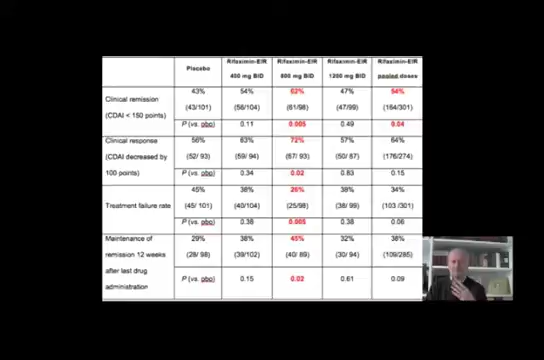 Placebo Rifaximin-EIR 400 mg BID Rifaximin-EIR 800 mg BID Rifaximin-EIR 1200 mg BID Rifaximin-EIR pooled doses
Clinical remission 43% 54% 62% 47% 54%
(CDAI < 150 points) (43/101) (56/104) (61/98) (47/99) (164/301)
P (vs. pbo) 0.11 0.005 0.49 0.04
Clinical response 56% 63% 72% 57% 64%
(CDAI decreased by (52/ 93) (59/ 94) (67/ 93) (50/ 87) (176/274)
100 points) P (vs. pbo) 0.34 0.02 0.83 0.15
Treatment failure rate 45% 38% 26% 38% 34%
(45/ 101) (40/104) (25/98) (38/ 99) (103 /301)
P (vs. pbo) 0.38 0.005 0.38 0.06
Maintenance of 29% 38% 45% 32% 38%
remission 12 weeks (28/ 98) (39/102) (40/ 89) (30/ 94) (109/285)
after last drug
administration P (vs. pbo) 0.15 0.02 0.61 0.09